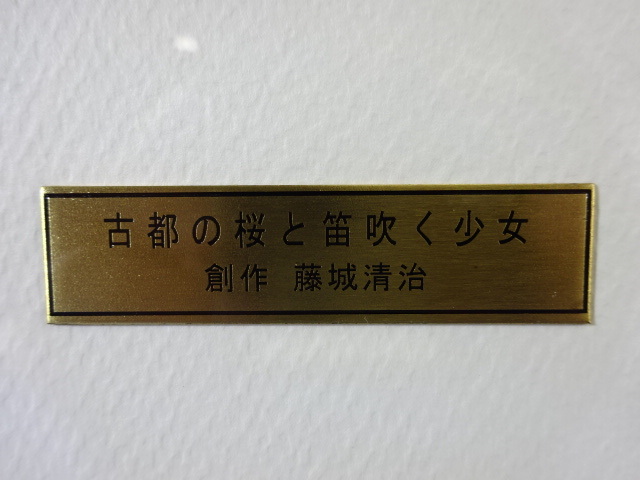 古都の桜と笛吹く少女
創作 藤城清治